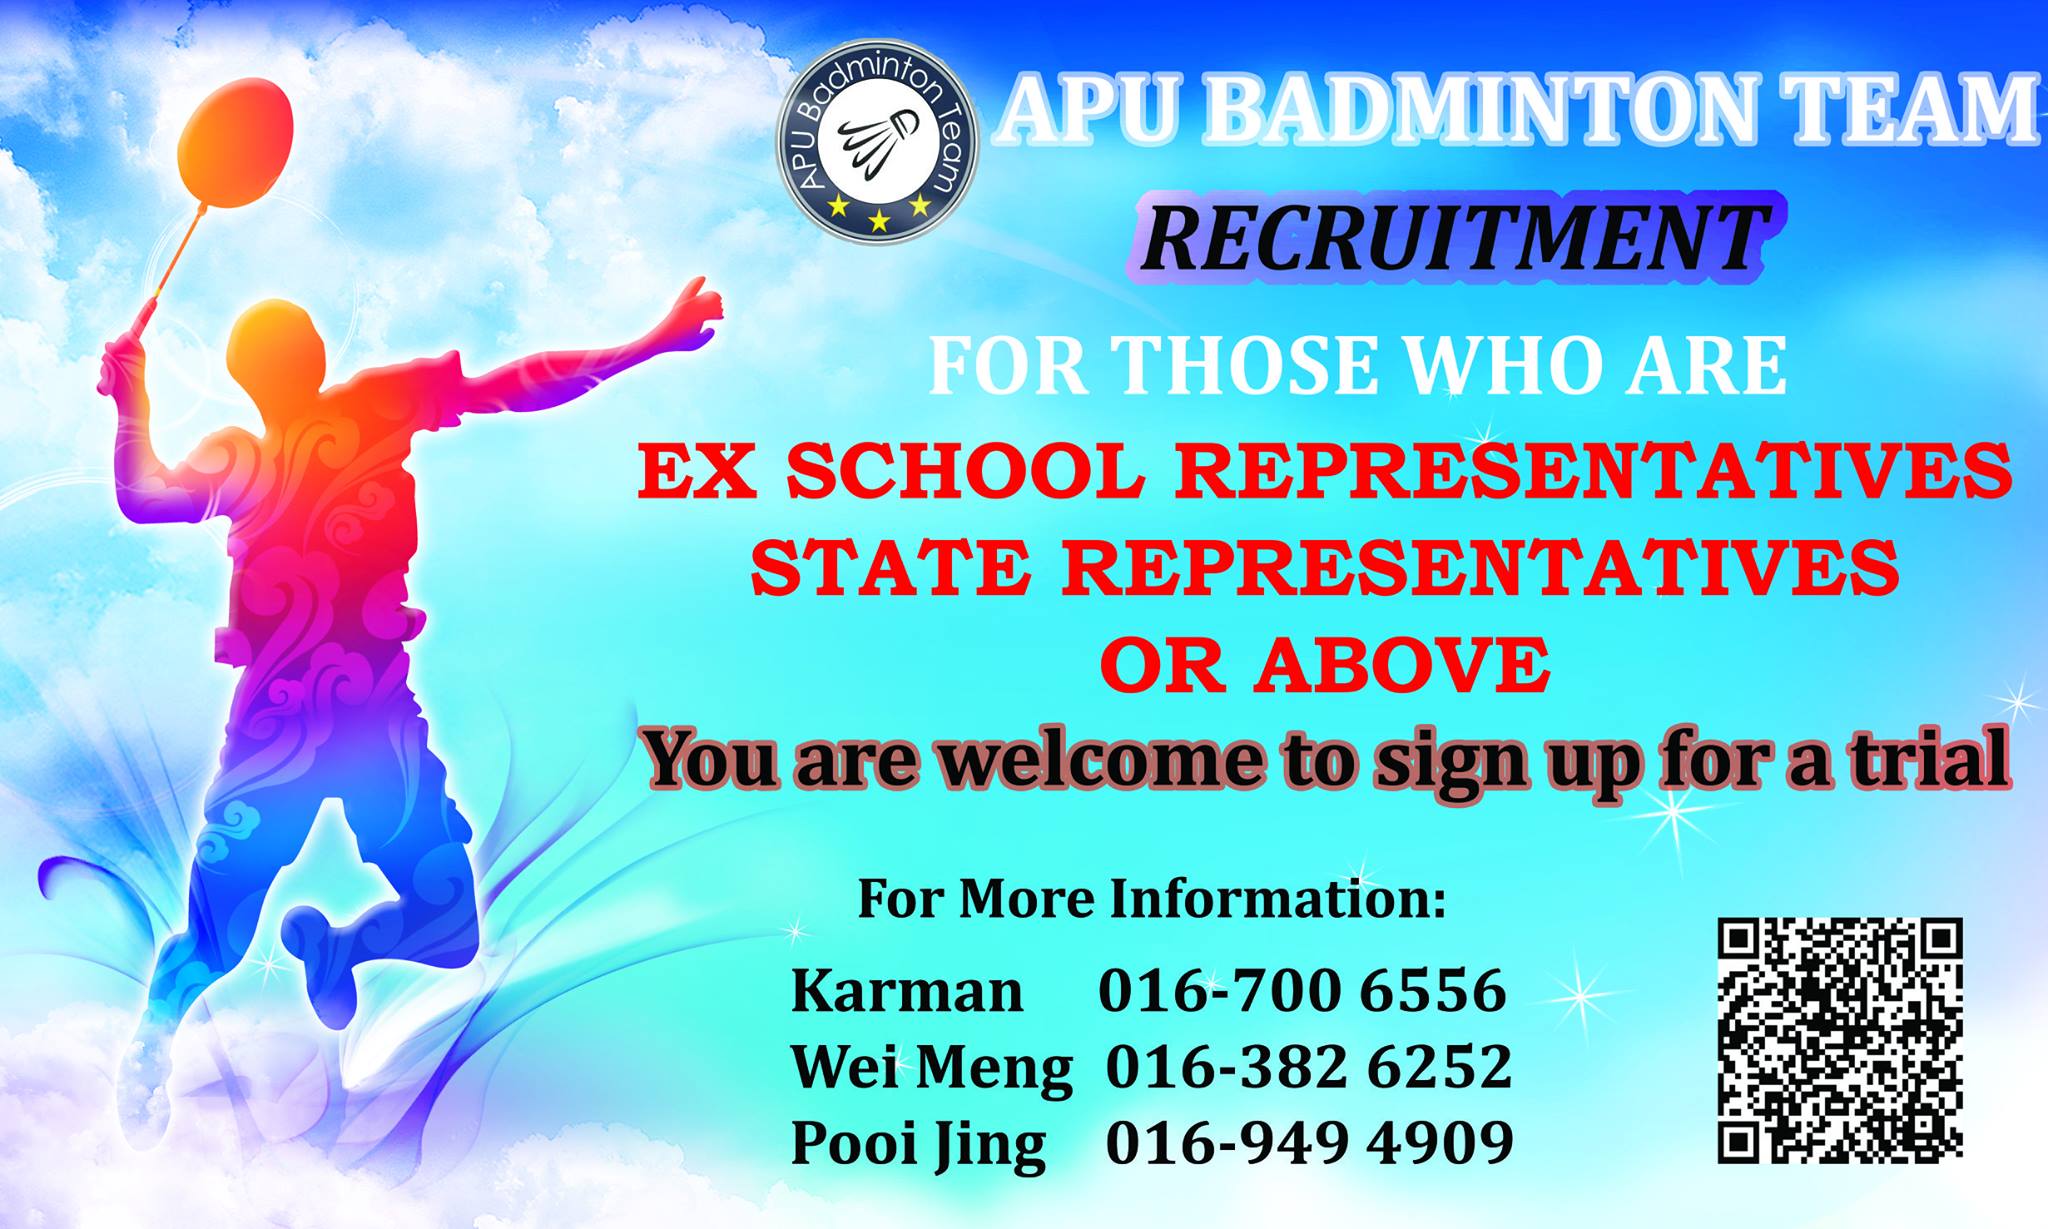 APU Badminton Team
APU BADMINTON TEAM
RECRUITMENT
FOR THOSE WHO ARE
EX SCHOOL REPRESENTATIVES
STATE REPRESENTATIVES
OR ABOVE
You are welcome to sign up for a trial
For More Information:
Karman 016-700 6556
Wei Meng 016-382 6252
Pooi Jing 016-949 4909